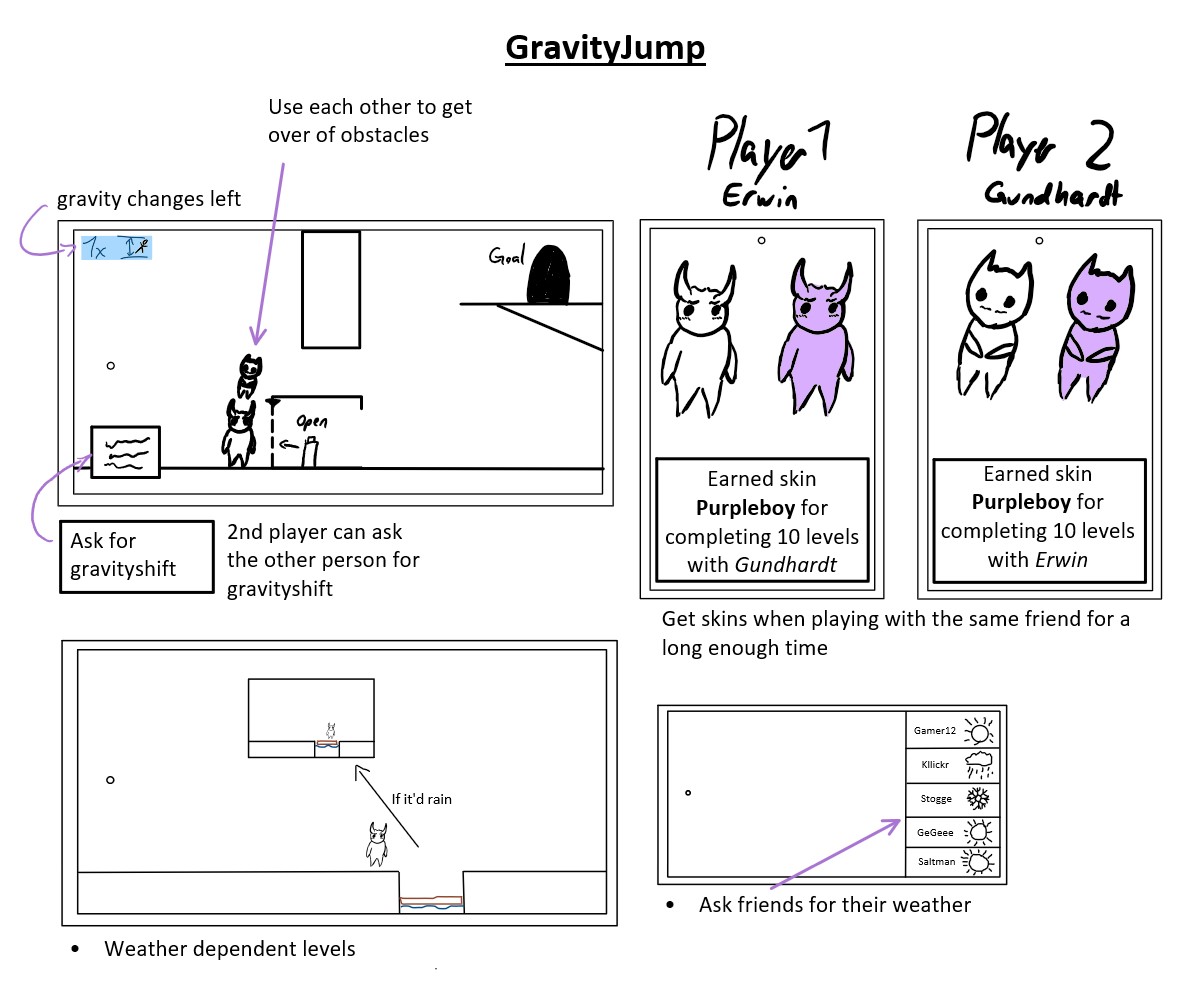 GravityJump
Use each other to get
over of obstacles
gravity changes left
1x
Goal
Open
Ask for
gravityshift
2nd player can ask
the other person for
gravityshift
Player 1
Erwin
Player 2
Gundhardt
Earned skin
Purpleboy for
completing 10 levels
with Gundhardt
Earned skin
Purpleboy for
completing 10 levels
with Erwin
Get skins when playing with the same friend for a
long enough time
If it'd rain
• Weather dependent levels
Gamer12
Kllickr
Stogge
GeGeee
Saltman
• Ask friends for their weather